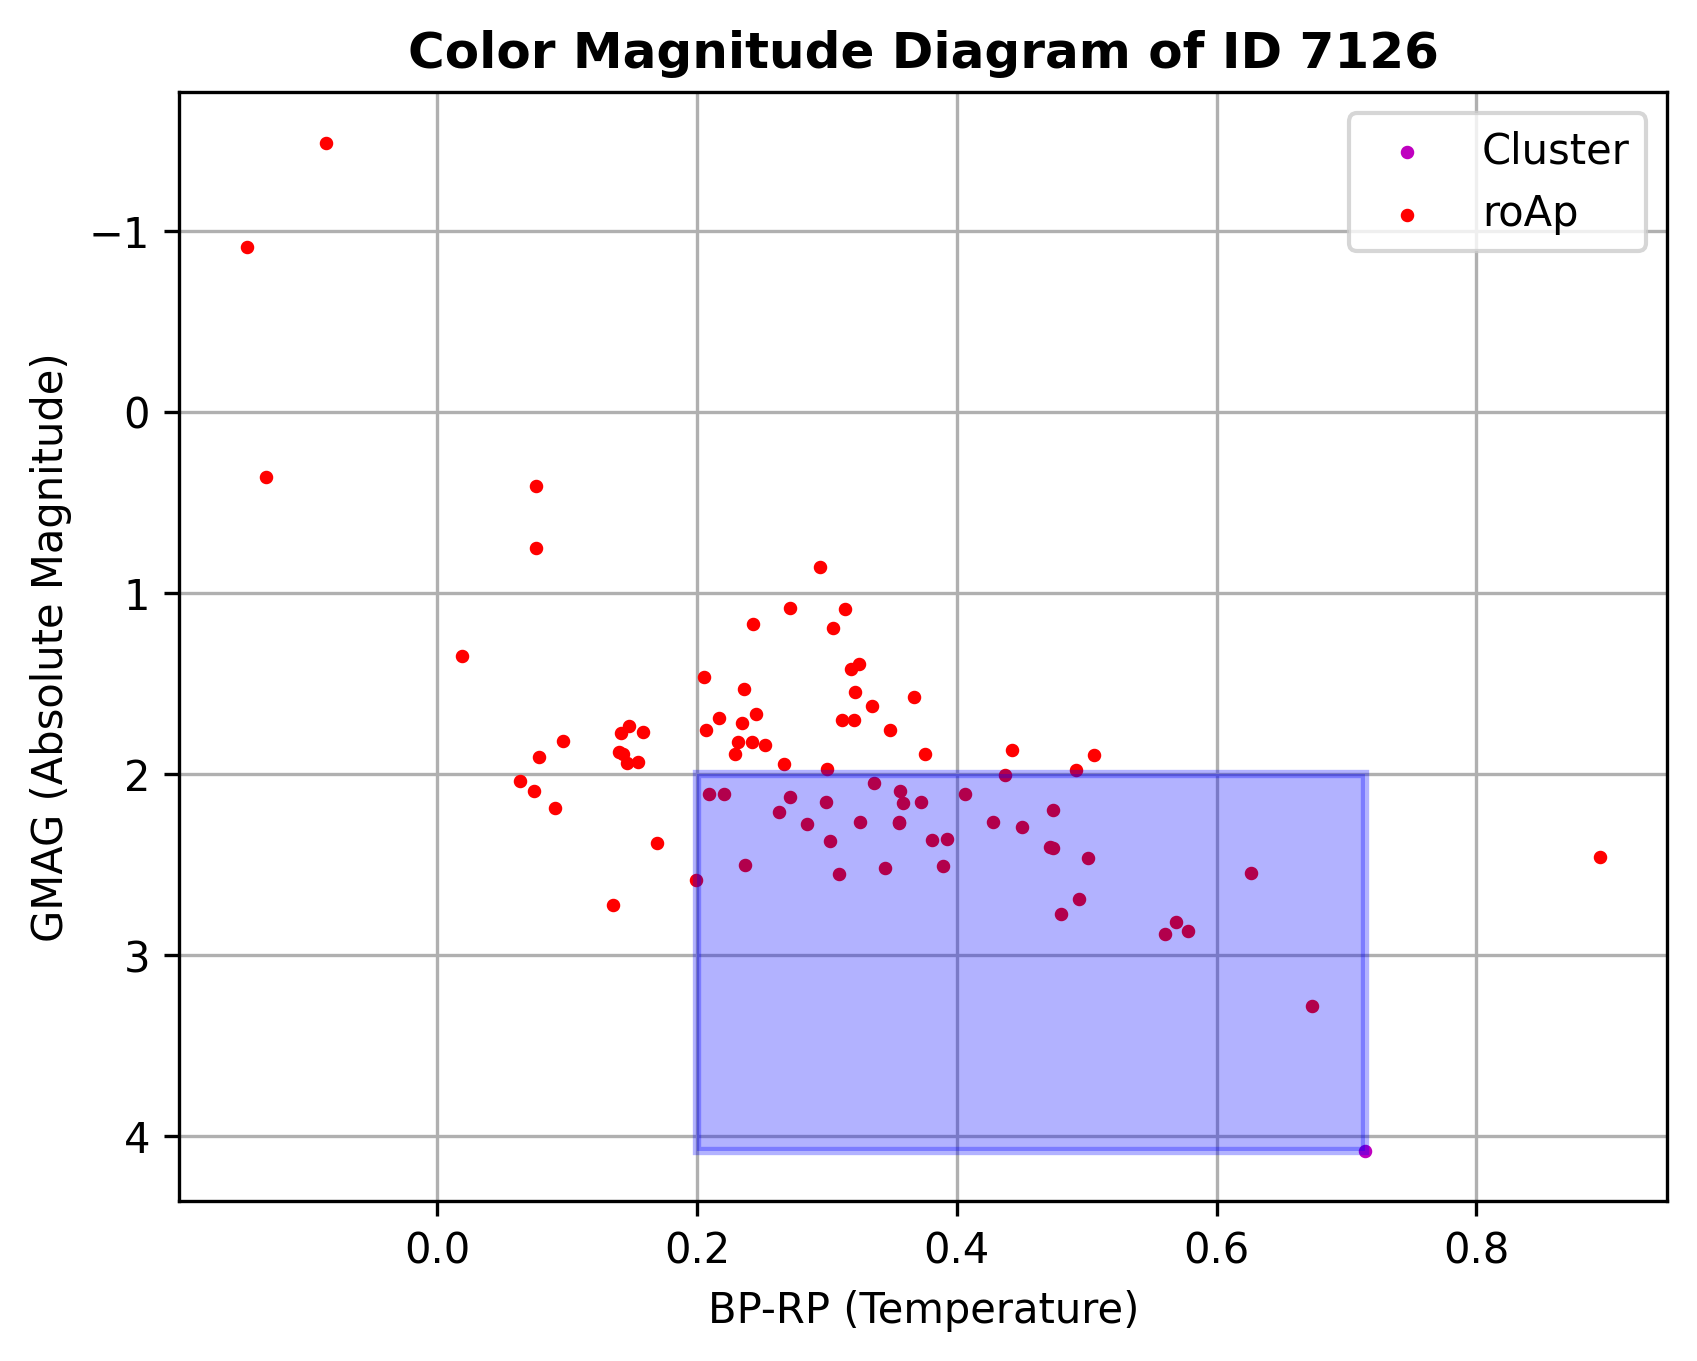 Color Magnitude Diagram of ID 7126
Cluster
roAp
GMAG (Absolute Magnitude)
−1
0
1
2
3
4
0.0 0.2 0.4 0.6 0.8
BP-RP (Temperature)